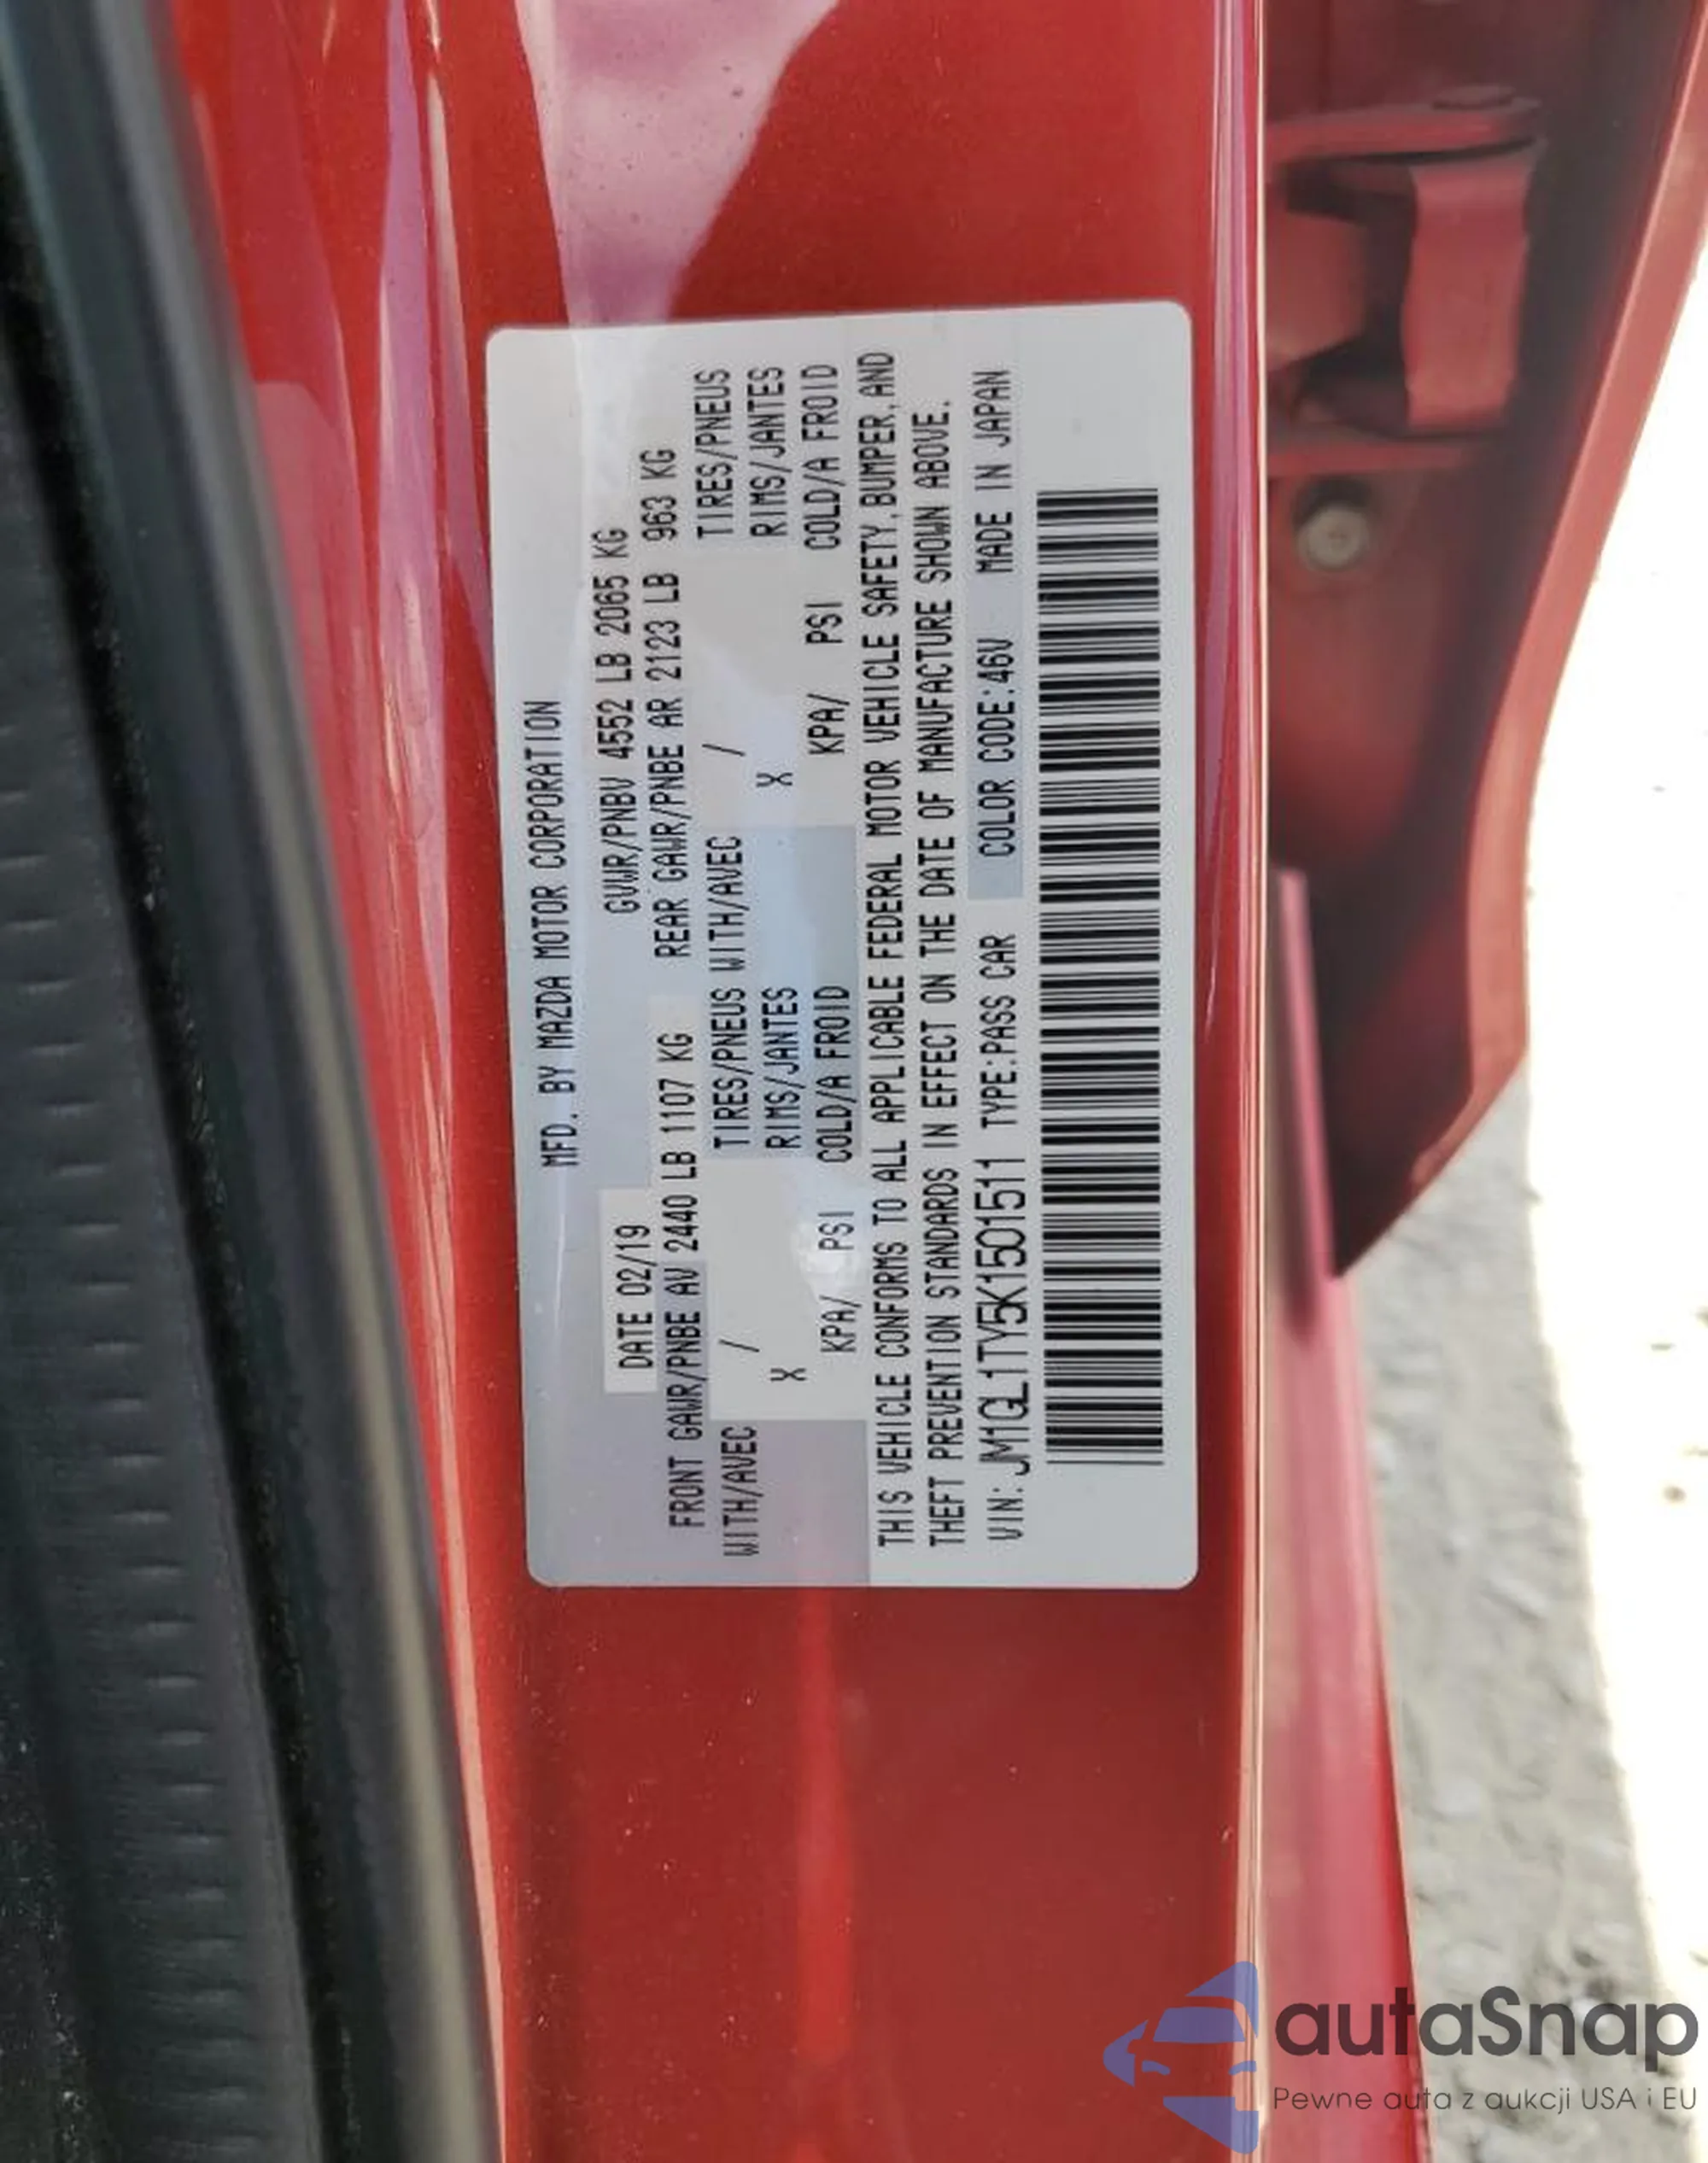 MFD. BY MAZDA MOTOR CORPORATION
DATE 02/19 GVWR/PNBV 4552 LB 2065 KG
FRONT GAWR/PNBE AV 2440 LB 1107 KG REAR GAWR/PNBE AR 2123 LB 963 KG
WITH/AVEC / TIRES/PNEUS WITH/AVEC / TIRES/PNEUS
X RIMS/JANTES X RIMS/JANTES
KPA/ PSI COLD/A FROID KPA/ PSI COLD/A FROID
THIS VEHICLE CONFORMS TO ALL APPLICABLE FEDERAL MOTOR VEHICLE SAFETY, BUMPER, AND
THEFT PREVENTION STANDARDS IN EFFECT ON THE DATE OF MANUFACTURE SHOWN ABOVE.
VIN: JM1GL1TY5K1501511 TYPE:PASS CAR COLOR CODE:46V MADE IN JAPAN
autaSnap
Pewne auta z aukcji USA i EU